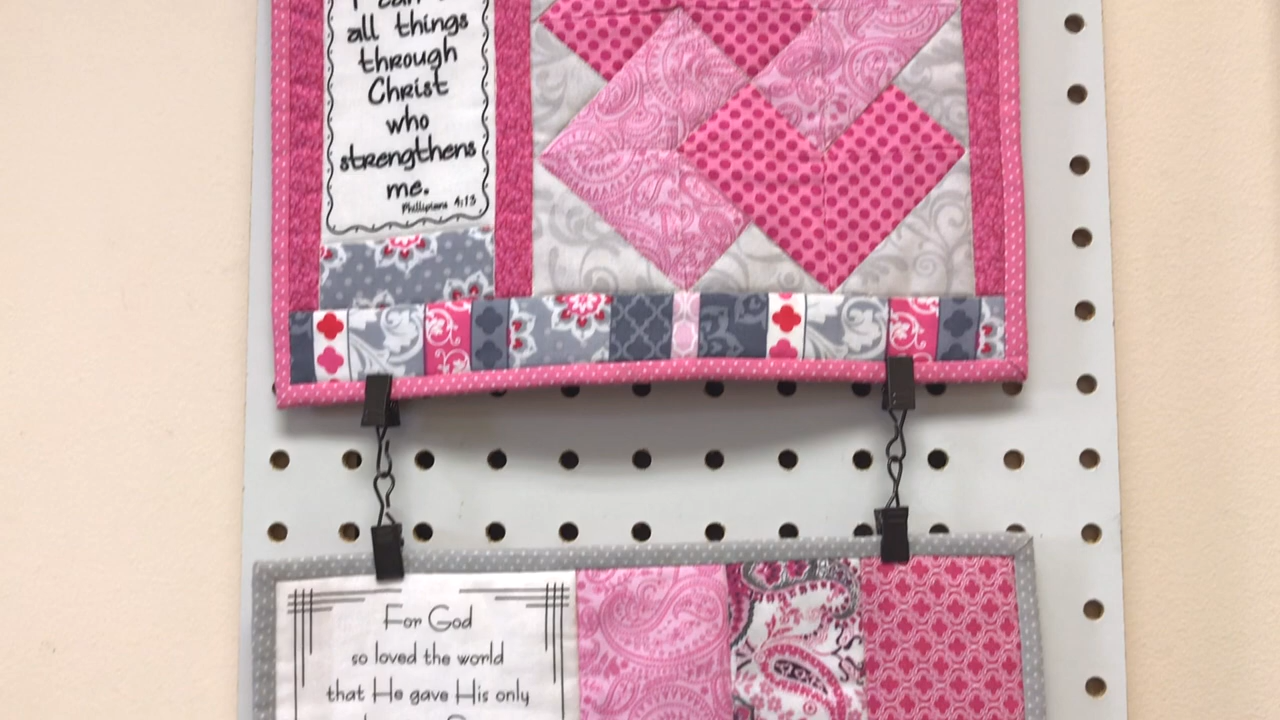 all things
through
Christ
who
strengthens
me.
Phillipians 4:13
For God
so loved the world
that He gave His only